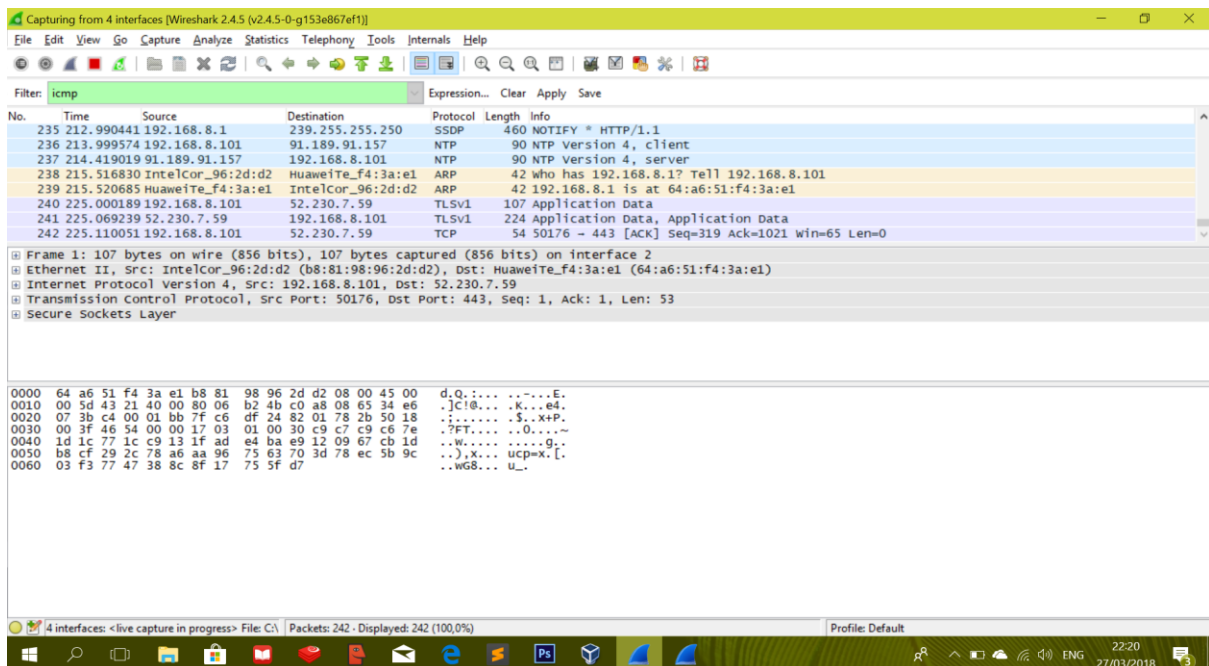 Capturing from 4 interfaces [Wireshark 2.4.5 (v2.4.5-0-g153e867ef1)]
File Edit View Go Capture Analyze Statistics Telephony Tools Internals Help
Filter: icmp Expression... Clear Apply Save
No. Time Source Destination Protocol Length Info
235 212.990441 192.168.8.1 239.255.255.250 SSDP 460 NOTIFY * HTTP/1.1
236 213.999574 192.168.8.101 91.189.91.157 NTP 90 NTP Version 4, client
237 214.419019 91.189.91.157 192.168.8.101 NTP 90 NTP Version 4, server
238 215.516830 IntelCor_96:2d:d2 HuaweiTe_f4:3a:e1 ARP 42 Who has 192.168.8.1? Tell 192.168.8.101
239 215.520685 HuaweiTe_f4:3a:e1 IntelCor_96:2d:d2 ARP 42 192.168.8.1 is at 64:a6:51:f4:3a:e1
240 225.000189 192.168.8.101 52.230.7.59 TLSv1 107 Application Data
241 225.069239 52.230.7.59 192.168.8.101 TLSv1 224 Application Data, Application Data
242 225.110051 192.168.8.101 52.230.7.59 TCP 54 50176 → 443 [ACK] Seq=319 Ack=1021 Win=65 Len=0
Frame 1: 107 bytes on wire (856 bits), 107 bytes captured (856 bits) on interface 2
Ethernet II, Src: IntelCor_96:2d:d2 (b8:81:98:96:2d:d2), Dst: HuaweiTe_f4:3a:e1 (64:a6:51:f4:3a:e1)
Internet Protocol Version 4, Src: 192.168.8.101, Dst: 52.230.7.59
Transmission Control Protocol, Src Port: 50176, Dst Port: 443, Seq: 1, Ack: 1, Len: 53
Secure Sockets Layer
0000 64 a6 51 f4 3a e1 b8 81 98 96 2d d2 08 00 45 00 d.Q.:... ..-...E.
0010 00 5d 43 21 40 00 80 06 b2 4b c0 a8 08 65 34 e6 .]C!@... .K...e4.
0020 07 3b c4 00 01 bb 7f c6 df 24 82 01 78 2b 50 18 .;...... .$..x+P.
0030 00 3f 46 54 00 00 17 03 01 00 30 c9 c7 c9 c6 7e .?FT.... ..0....~
0040 1d 1c 77 1c c9 13 1f ad e4 ba e9 12 09 67 cb 1d ..w..... .....g..
0050 b8 cf 29 2c 78 a6 aa 96 75 63 70 3d 78 ec 5b 9c ..),x... ucp=x.[.
0060 03 f3 77 47 38 8c 8f 17 75 5f d7 ..wG8... u_.
4 interfaces: <live capture in progress> File: C:\ Packets: 242 · Displayed: 242 (100,0%) Profile: Default
Ps ENG 22:20
27/03/2018 3